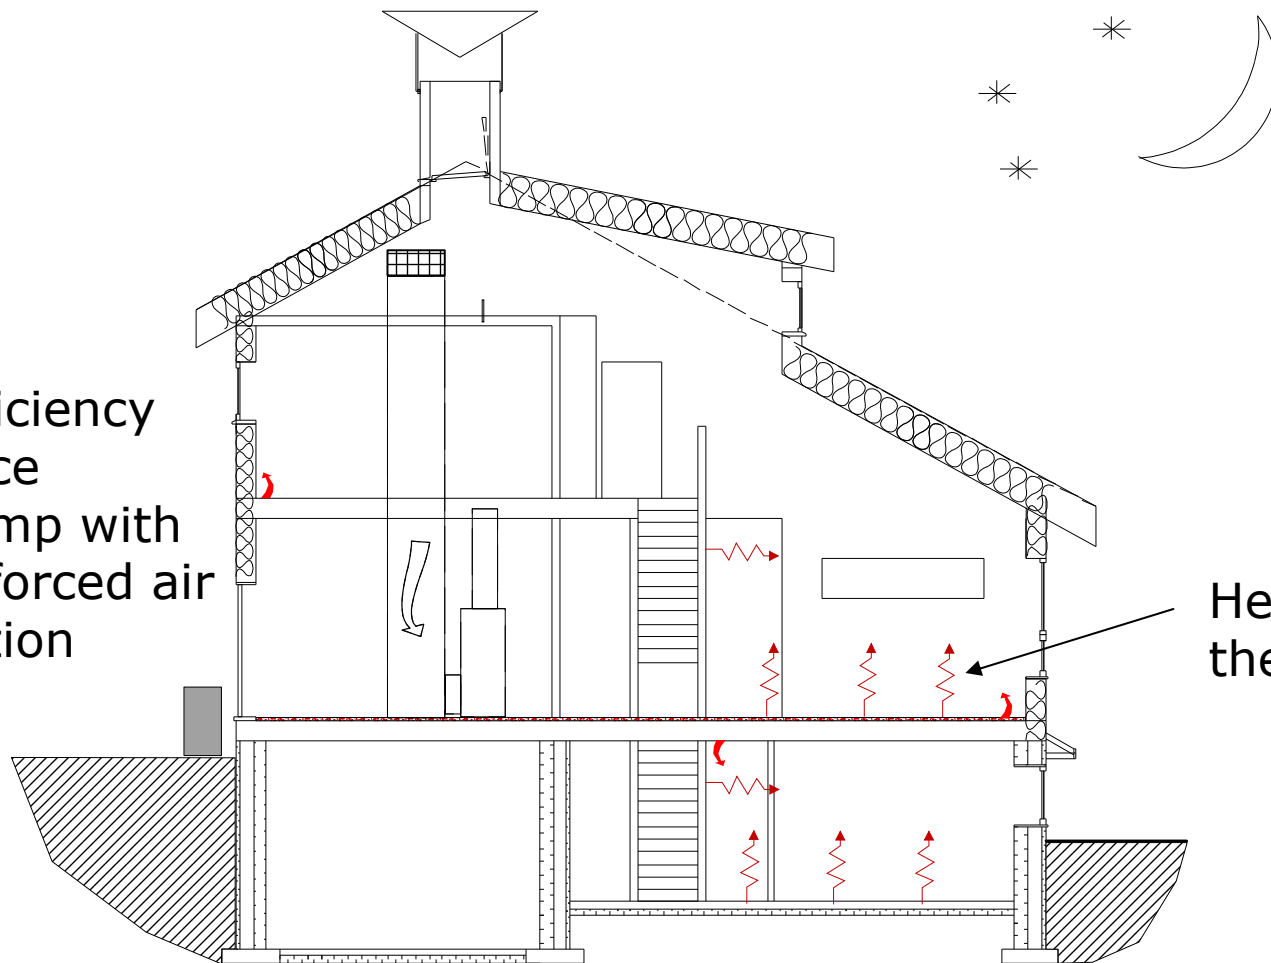 iciency
ce
mp with
forced air
tion
He
the